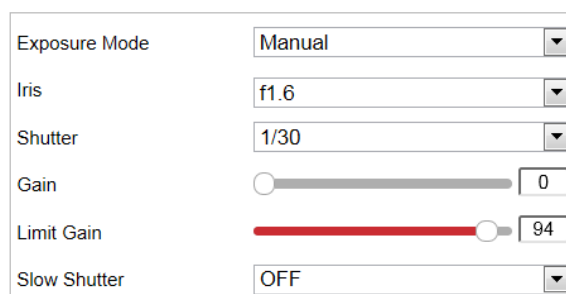 Exposure Mode Manual
Iris f1.6
Shutter 1/30
Gain 0
Limit Gain 94
Slow Shutter OFF